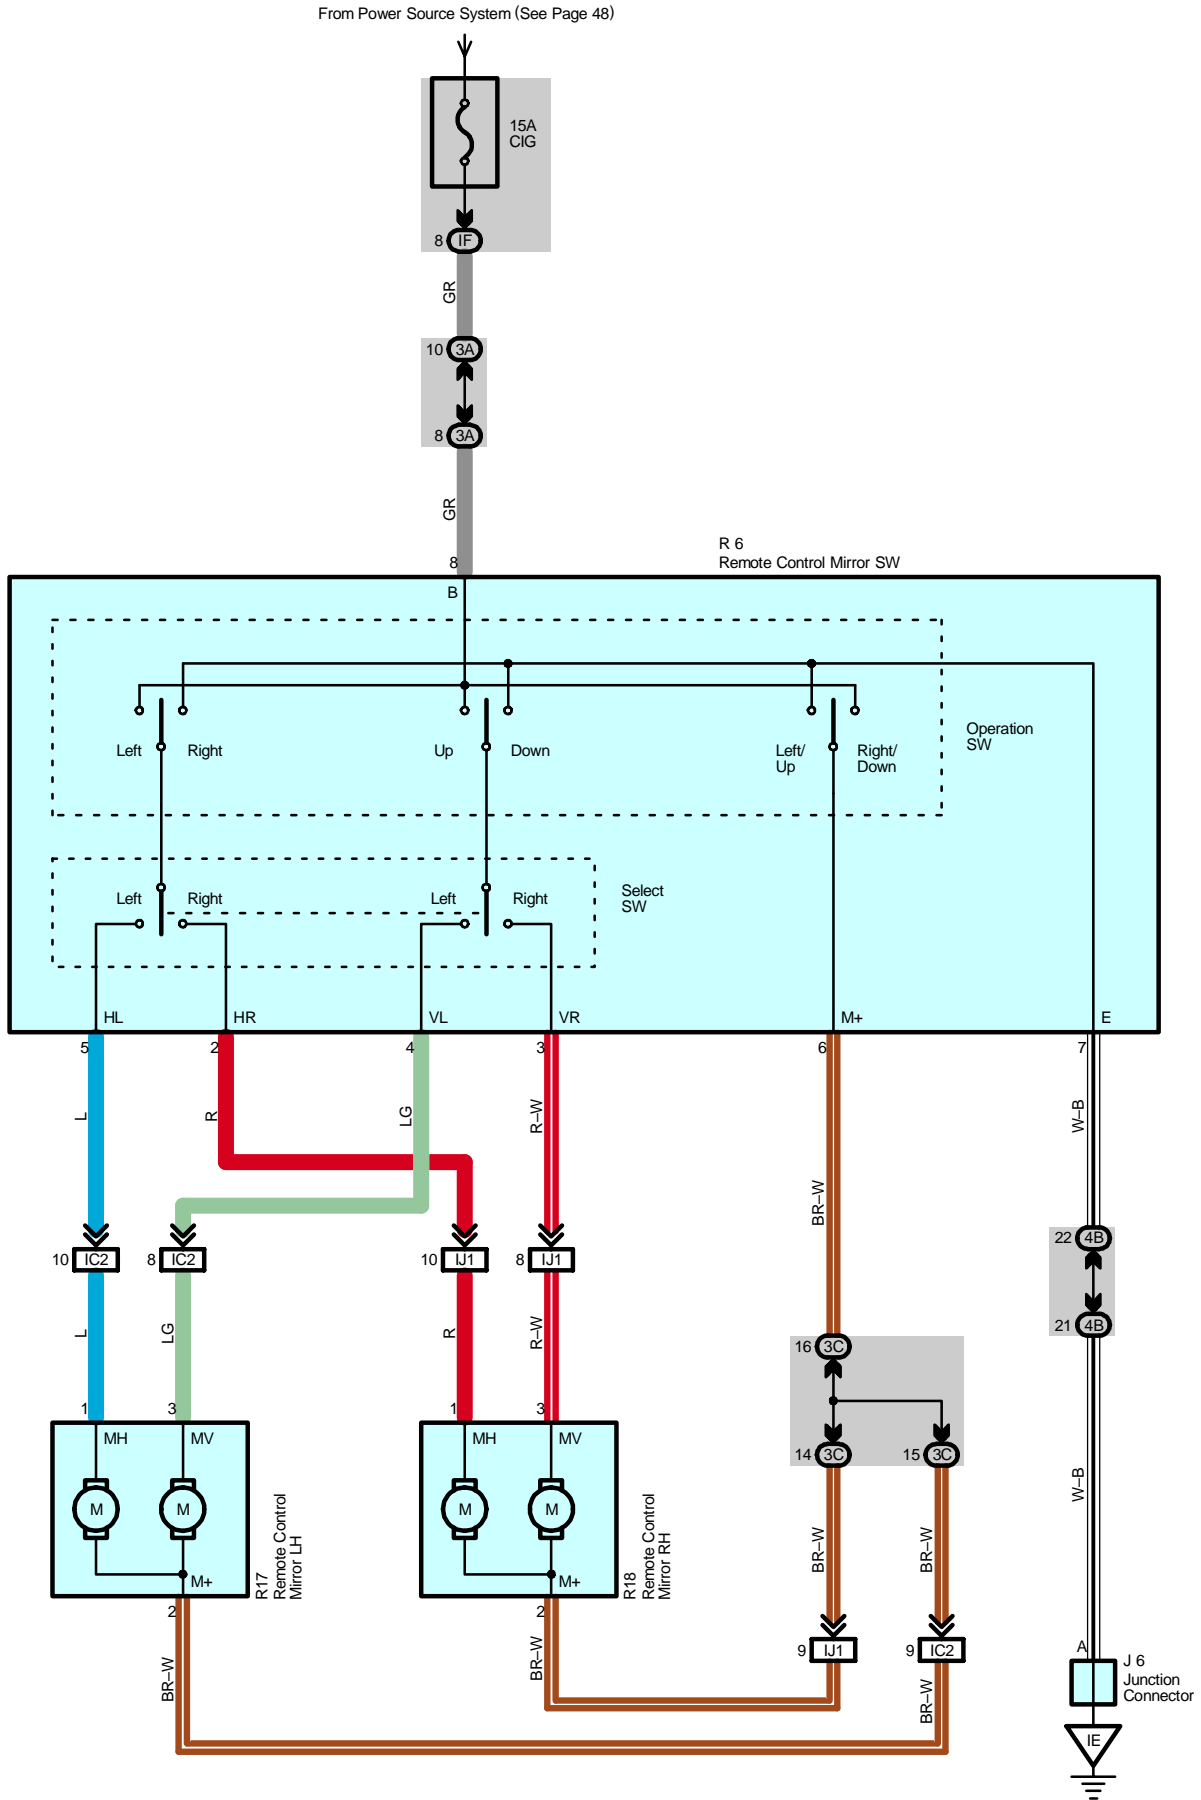 From Power Source System (See Page 48)
15A
CIG
8 IF
GR
10 3A
8 3A
GR
8
R 6
Remote Control Mirror SW
B
Left Right
Up Down
Left/
Up
Right/
Down
Operation
SW
Left Right
Left Right
Select
SW
HL HR VL VR M+ E
5 2 4 3 6 7
L R LG R–W BR–W W–B
10 IC2 8 IC2 10 IJ1 8 IJ1
22 4B
21 4B
L LG R R–W
16 3C
14 3C 15 3C
1 3 1 3
MH MV MH MV
M M M M
M+ M+
R17
Remote Control
Mirror LH
R18
Remote Control
Mirror RH
BR–W BR–W W–B
2 2
BR–W BR–W
9 IJ1 9 IC2
BR–W
A
J 6
Junction
Connector
IE